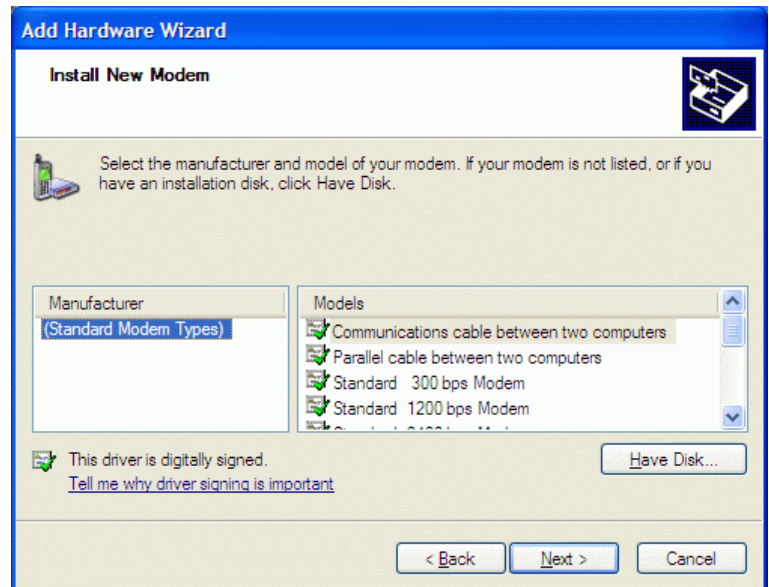 Add Hardware Wizard
Install New Modem
Select the manufacturer and model of your modem. If your modem is not listed, or if you
have an installation disk, click Have Disk.
Manufacturer
(Standard Modem Types)
Models
Communications cable between two computers
Parallel cable between two computers
Standard 300 bps Modem
Standard 1200 bps Modem
This driver is digitally signed.
Tell me why driver signing is important
Have Disk...
< Back
Next >
Cancel